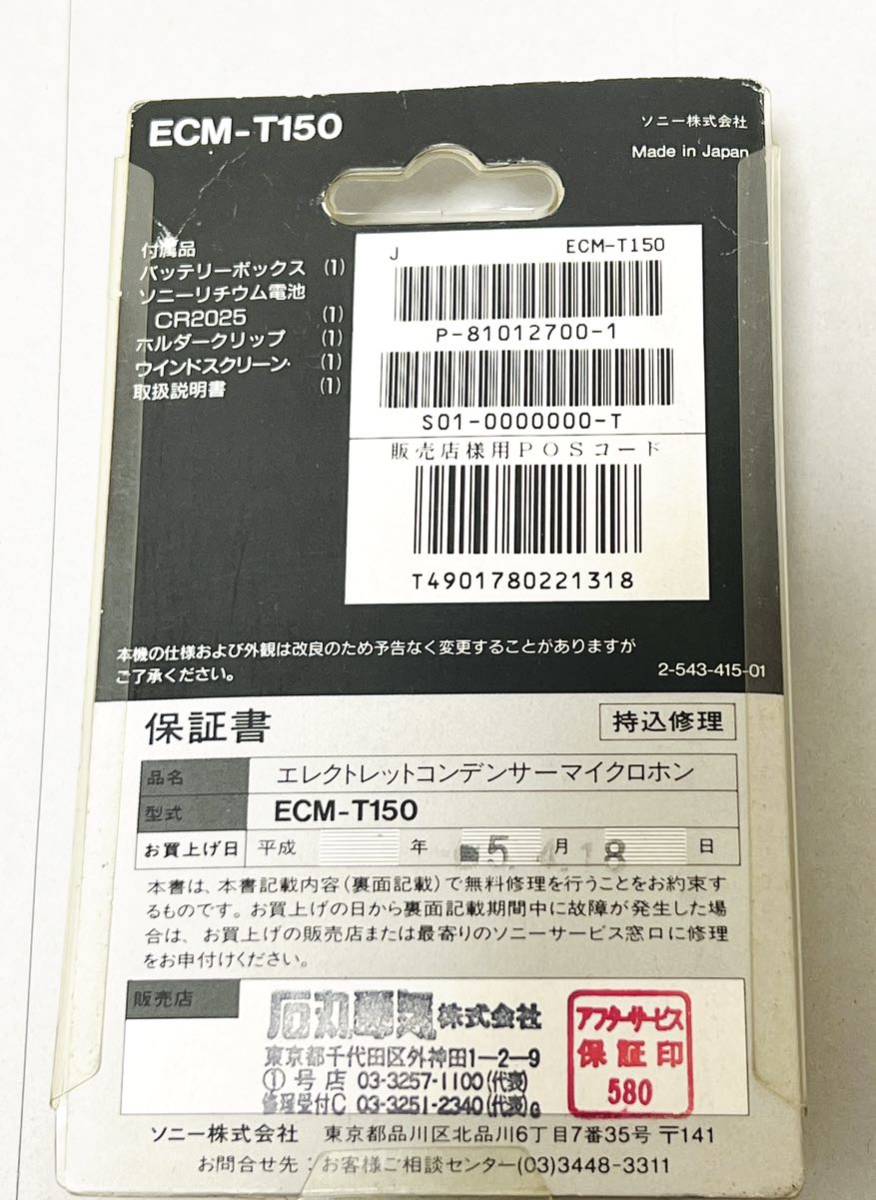 ECM-T150
ソニー株式会社
Made in Japan
付属品
バッテリーボックス (1)
ソニーリチウム電池
CR2025 (1)
ホルダークリップ (1)
ウインドスクリーン (1)
取扱説明書 (1)
J ECM-T150
P-81012700-1
S01-0000000-T
販売店様用POSコード
T4901780221318
本機の仕様および外観は改良のため予告なく変更することがありますが
ご了承ください。
2-543-415-01
保証書
持込修理
品名 エレクトレットコンデンサーマイクロホン
型式 ECM-T150
お買上げ日 平成 年 月 日
5.4.18
本書は、本書記載内容(裏面記載)で無料修理を行うことをお約束す
るものです。お買上げの日から裏面記載期間中に故障が発生した場
合は、お買上げの販売店または最寄りのソニーサービス窓口に修理
をお申付けください。
販売店
石丸電気株式会社
東京都千代田区外神田1-2-9
①号店 03-3257-1100(代表)
修理受付C 03-3251-2340(代表)G
アフターサービス
保証印
580
ソニー株式会社 東京都品川区北品川6丁目7番35号 〒141
お問合せ先:お客様ご相談センター(03)3448-3311